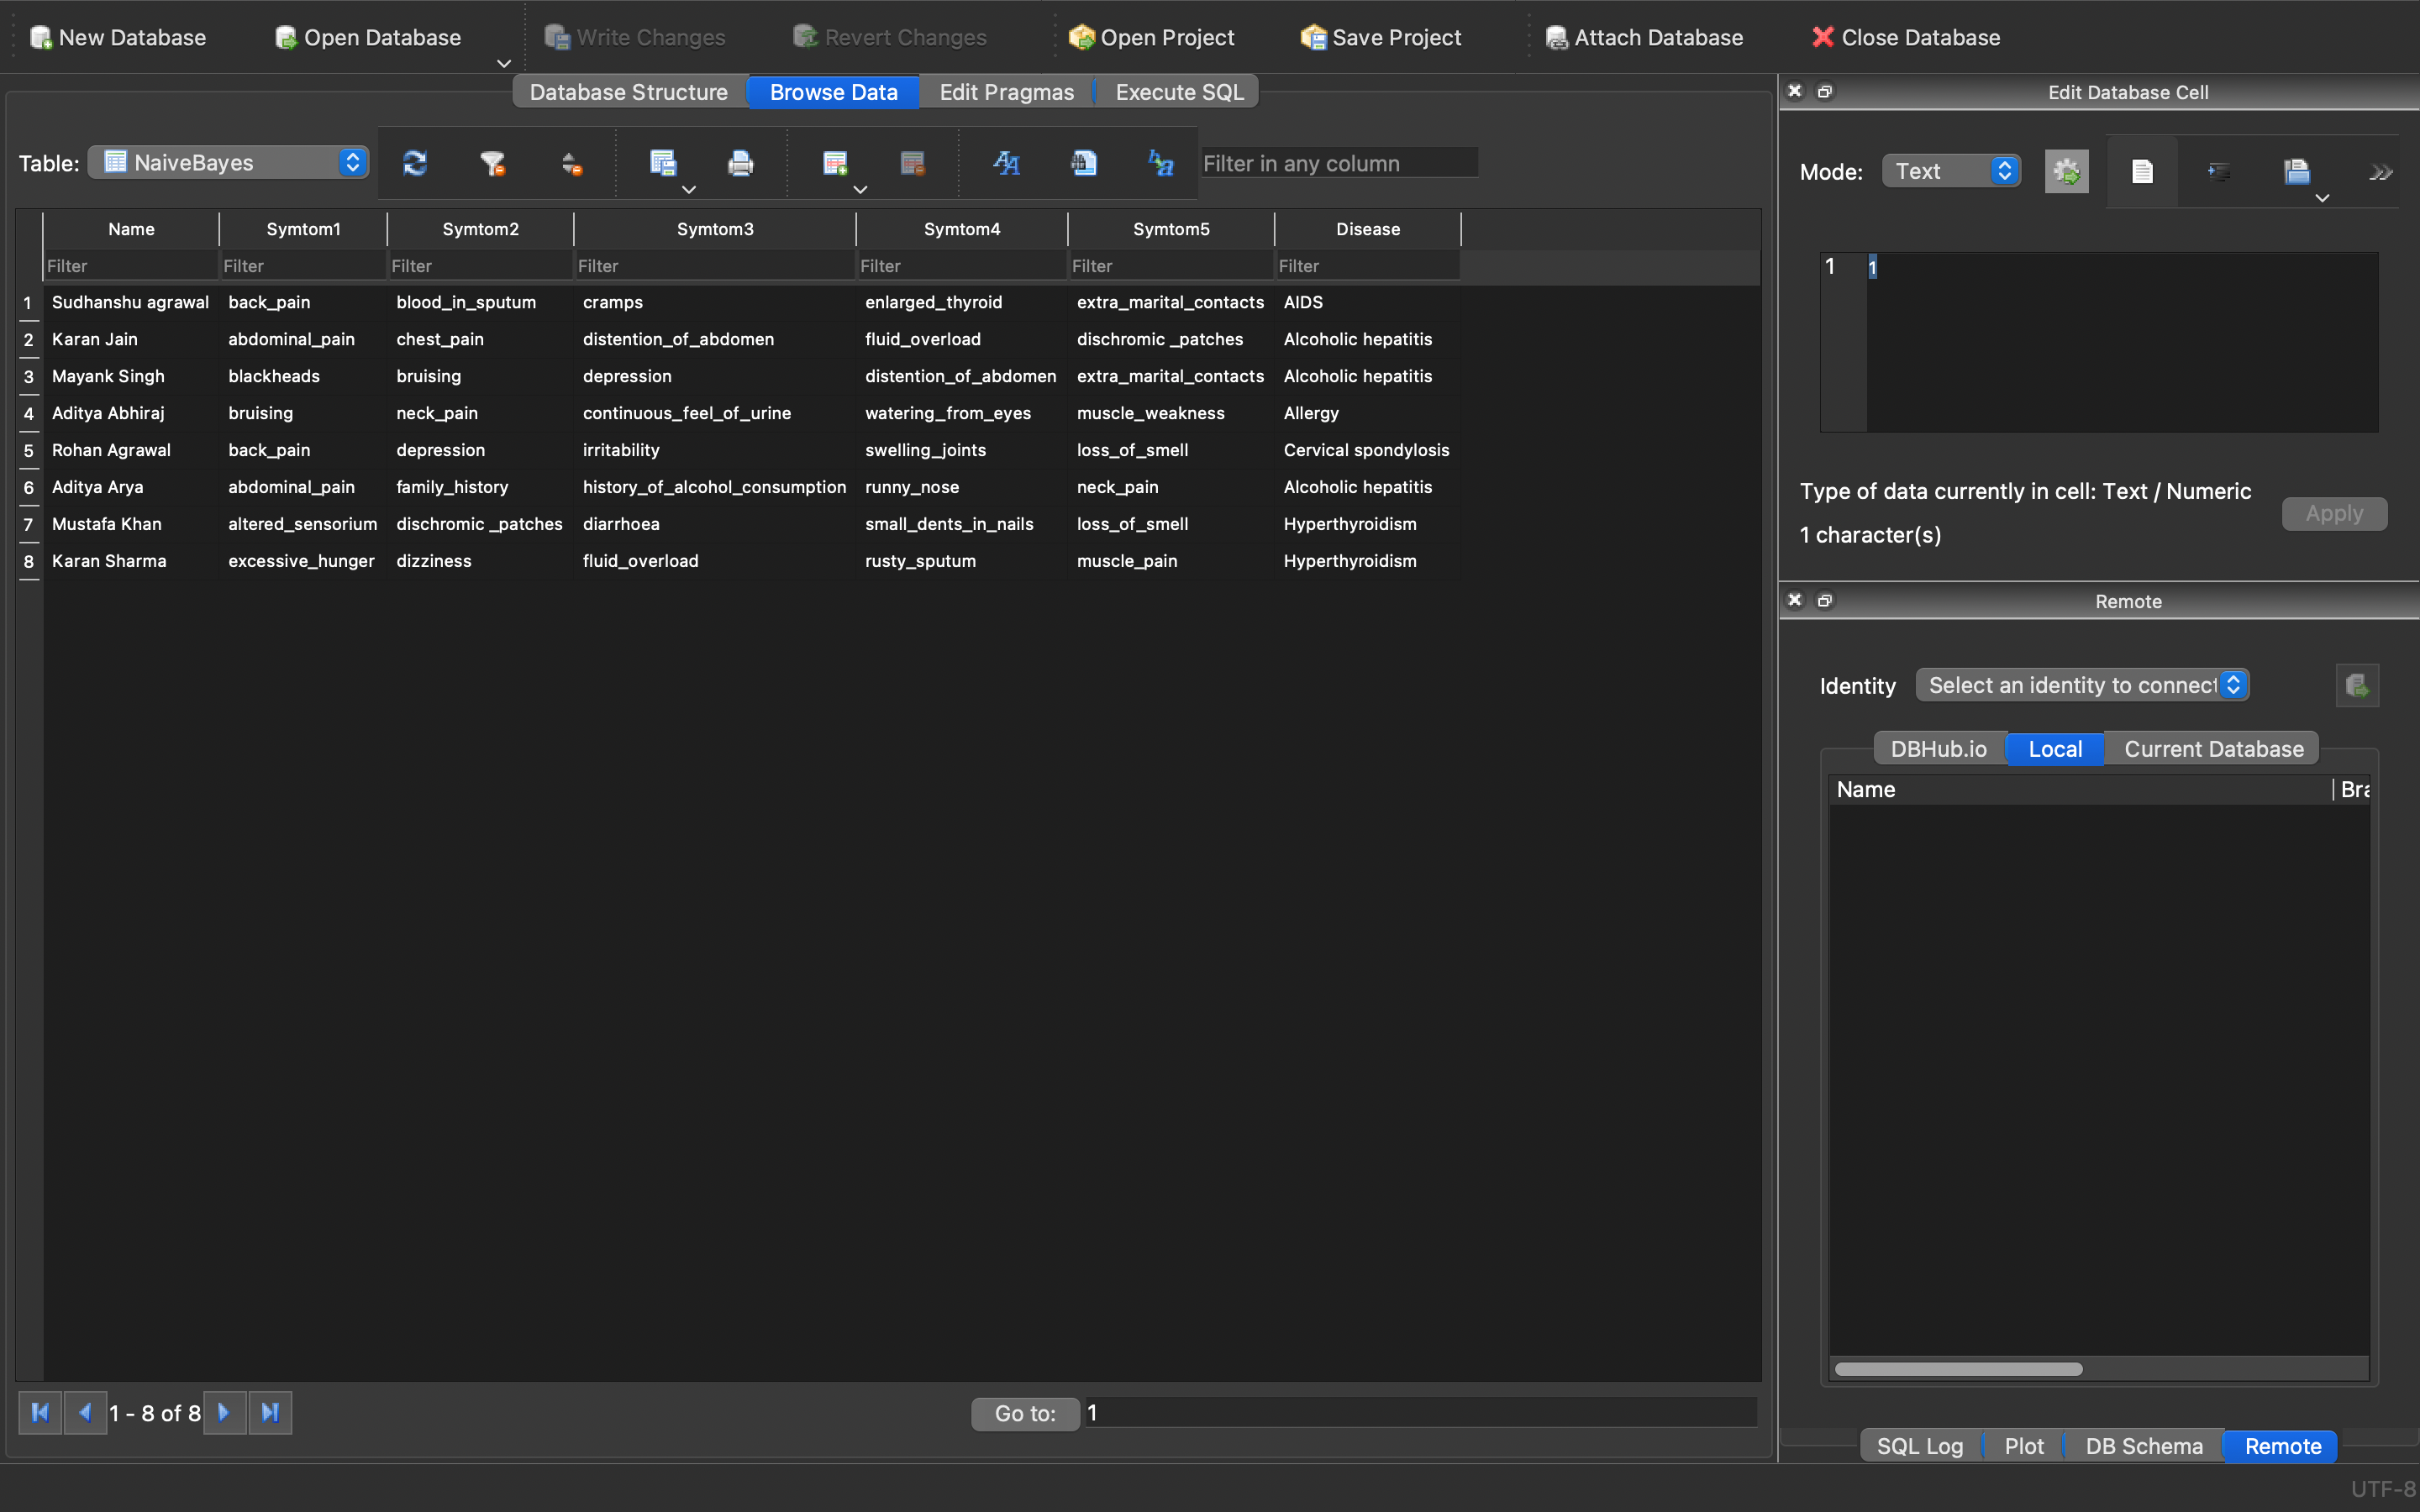 New Database Open Database Write Changes Revert Changes Open Project Save Project Attach Database Close Database
Database Structure Browse Data Edit Pragmas Execute SQL
Table: NaiveBayes Filter in any column
Name Symtom1 Symtom2 Symtom3 Symtom4 Symtom5 Disease
Filter Filter Filter Filter Filter Filter Filter
1 Sudhanshu agrawal back_pain blood_in_sputum cramps enlarged_thyroid extra_marital_contacts AIDS
2 Karan Jain abdominal_pain chest_pain distention_of_abdomen fluid_overload dischromic _patches Alcoholic hepatitis
3 Mayank Singh blackheads bruising depression distention_of_abdomen extra_marital_contacts Alcoholic hepatitis
4 Aditya Abhiraj bruising neck_pain continuous_feel_of_urine watering_from_eyes muscle_weakness Allergy
5 Rohan Agrawal back_pain depression irritability swelling_joints loss_of_smell Cervical spondylosis
6 Aditya Arya abdominal_pain family_history history_of_alcohol_consumption runny_nose neck_pain Alcoholic hepatitis
7 Mustafa Khan altered_sensorium dischromic _patches diarrhoea small_dents_in_nails loss_of_smell Hyperthyroidism
8 Karan Sharma excessive_hunger dizziness fluid_overload rusty_sputum muscle_pain Hyperthyroidism
1 - 8 of 8 Go to: 1
Edit Database Cell
Mode: Text
1 1
Type of data currently in cell: Text / Numeric
1 character(s)
Apply
Remote
Identity Select an identity to connect
DBHub.io Local Current Database
Name Bra
SQL Log Plot DB Schema Remote
UTF-8